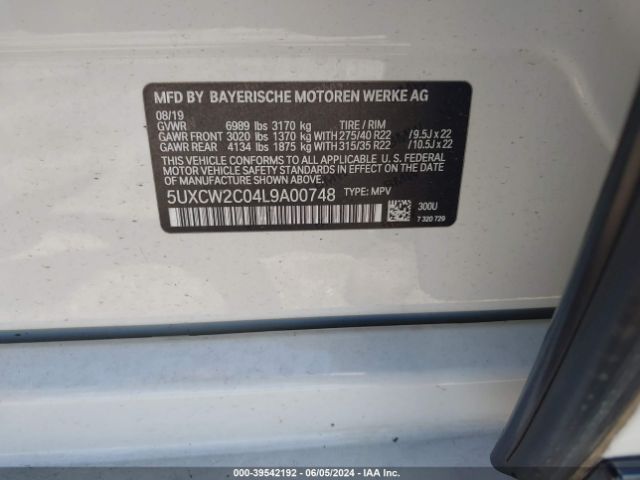 MFD BY BAYERISCHE MOTOREN WERKE AG
08/19
GVWR 6989 lbs 3170 kg TIRE / RIM
GAWR FRONT 3020 lbs 1370 kg WITH 275/40 R22 /9.5J x 22
GAWR REAR 4134 lbs 1875 kg WITH 315/35 R22 /10.5J x 22
THIS VEHICLE CONFORMS TO ALL APPLICABLE U. S. FEDERAL
MOTOR VEHICLE SAFETY STANDARDS IN EFFECT ON THE DATE OF
MANUFACTURE SHOWN ABOVE.
5UXCW2C04L9A00748 TYPE: MPV
300U
7 320 729
000-39542192 - 06/05/2024 - IAA Inc.